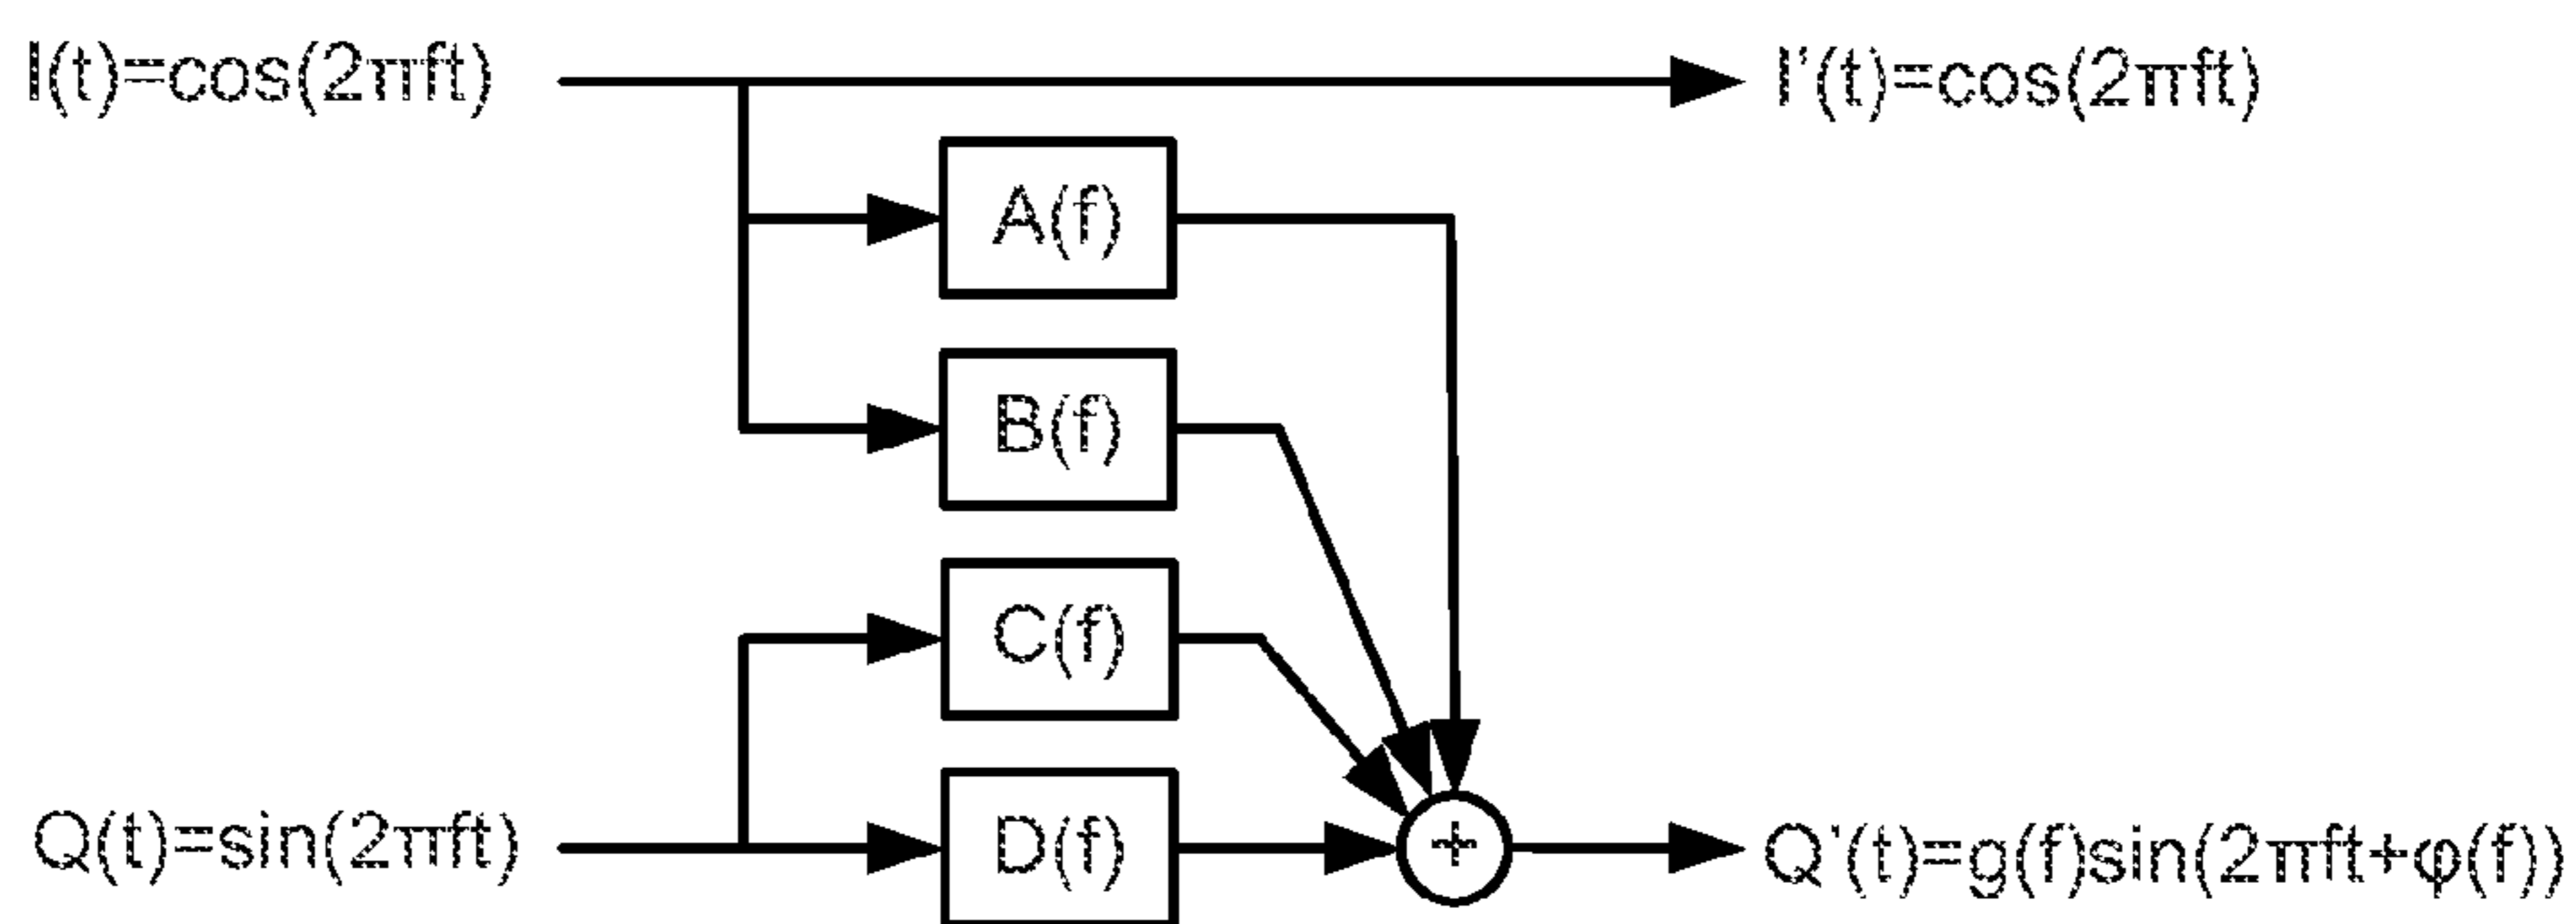 I(t)=cos(2πft)
I'(t)=cos(2πft)
A(f)
B(f)
C(f)
D(f)
+
Q(t)=sin(2πft)
Q'(t)=g(f)sin(2πft+φ(f))